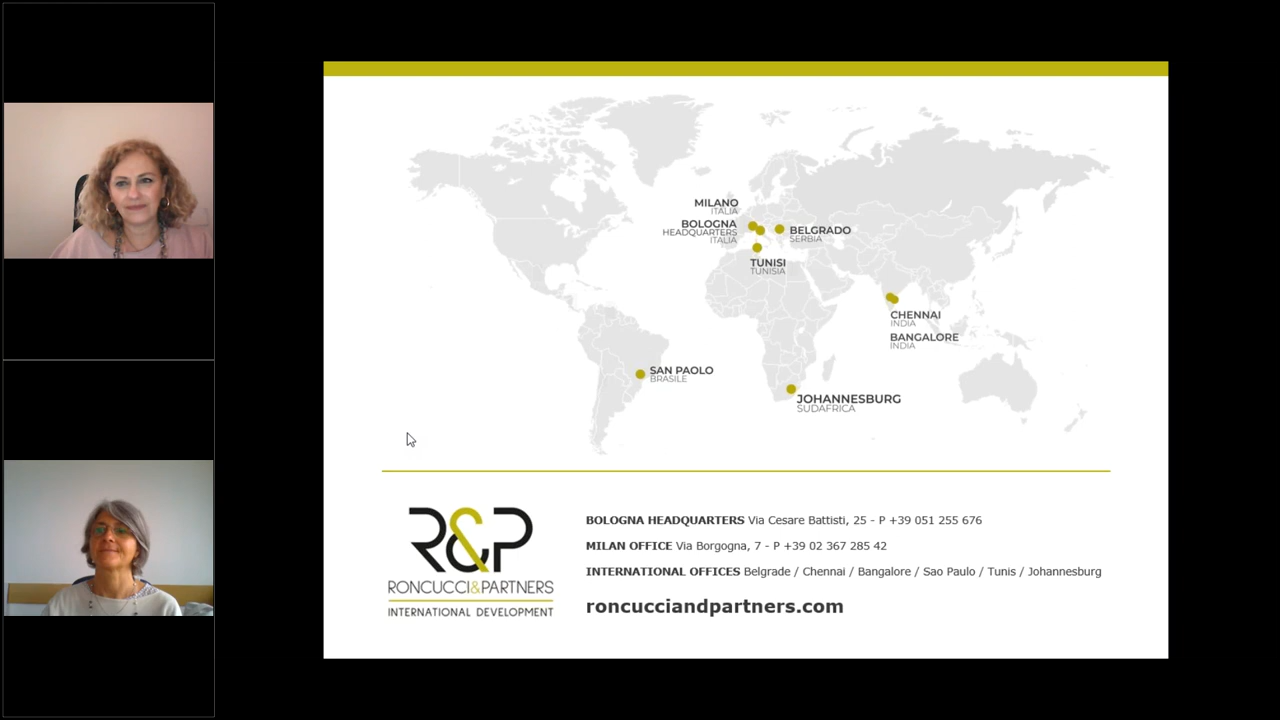 MILANO
ITALIA
BOLOGNA
HEADQUARTERS
ITALIA
BELGRADO
SERBIA
TUNISI
TUNISIA
CHENNAI
INDIA
BANGALORE
INDIA
SAN PAOLO
BRASILE
JOHANNESBURG
SUDAFRICA
R&P
RONCUCCI&PARTNERS
INTERNATIONAL DEVELOPMENT
BOLOGNA HEADQUARTERS Via Cesare Battisti, 25 - P +39 051 255 676
MILAN OFFICE Via Borgogna, 7 - P +39 02 367 285 42
INTERNATIONAL OFFICES Belgrade / Chennai / Bangalore / Sao Paulo / Tunis / Johannesburg
roncucciandpartners.com